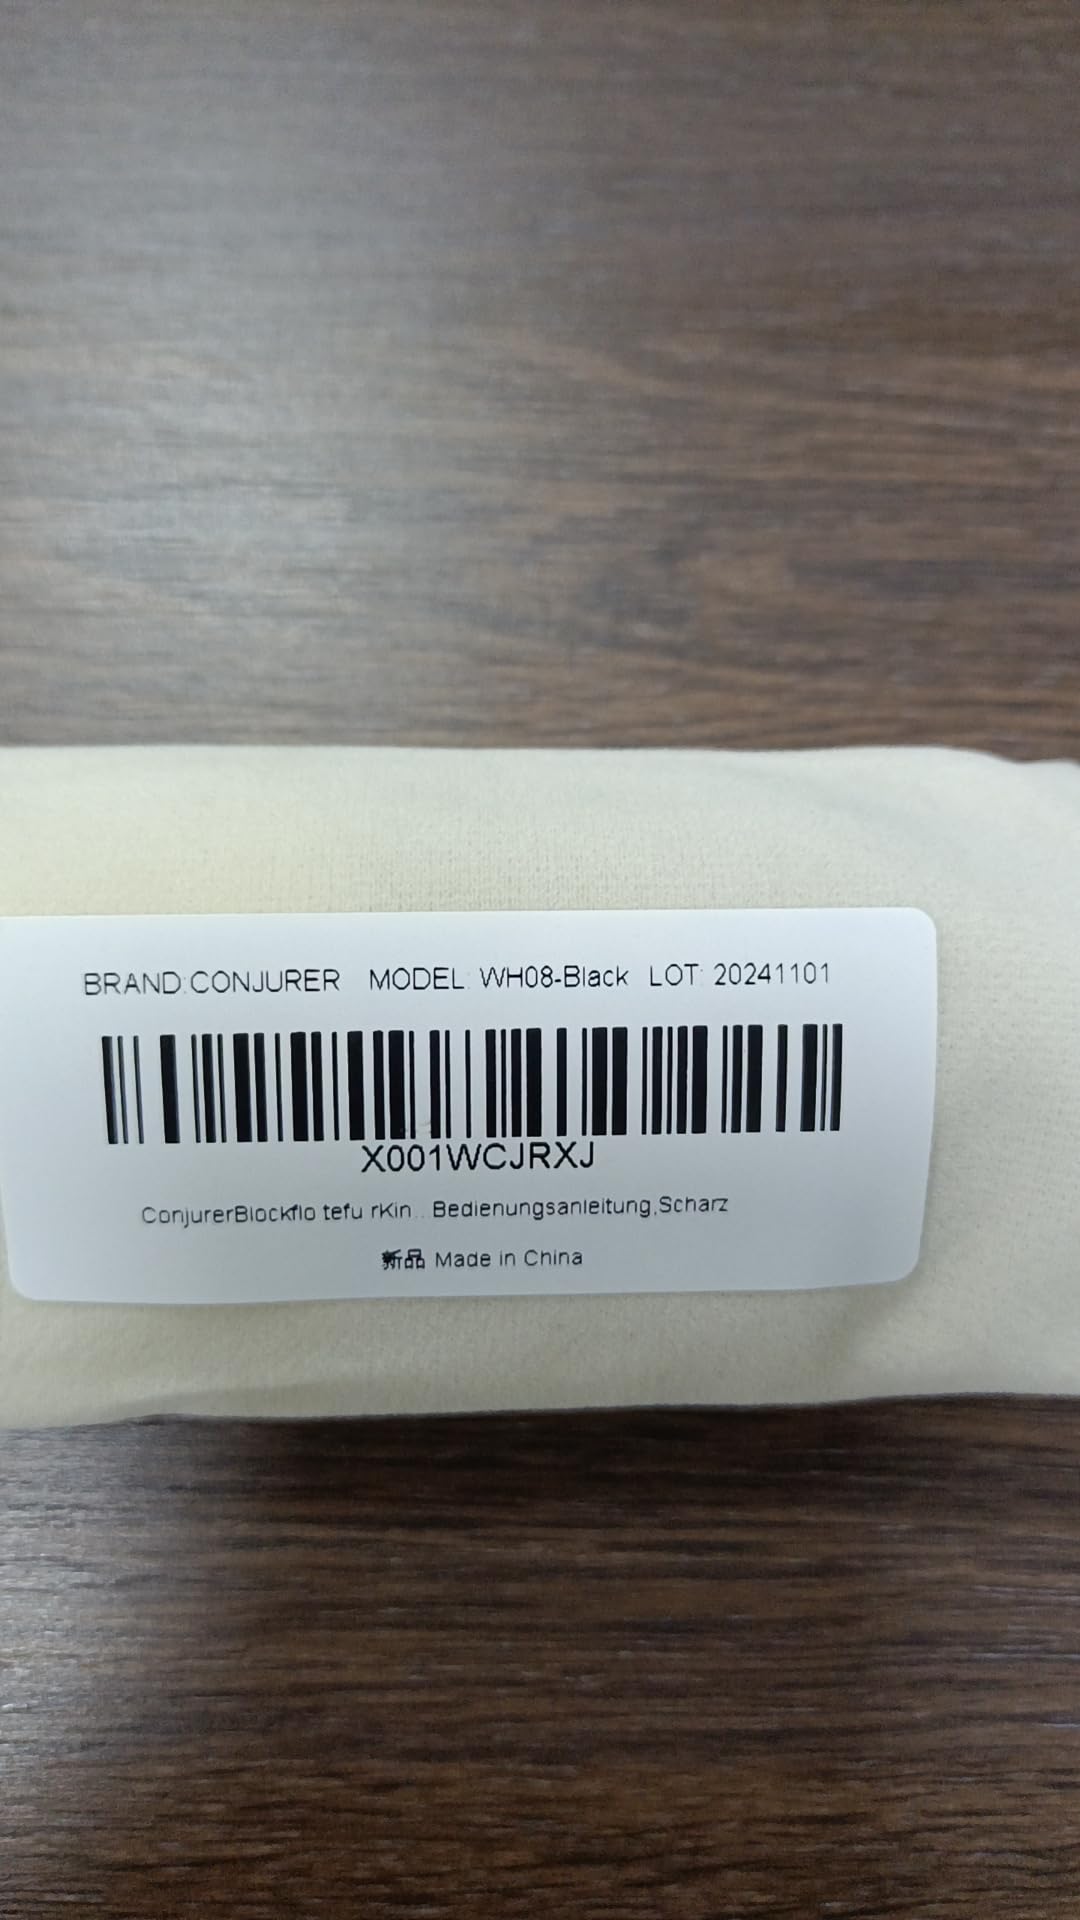 BRAND:CONJURER MODEL: WH08-Black LOT: 20241101
X001WCJRXJ
ConjurerBlockflo tefu rKin...Bedienungsanleitung,Scharz
新品 Made in China